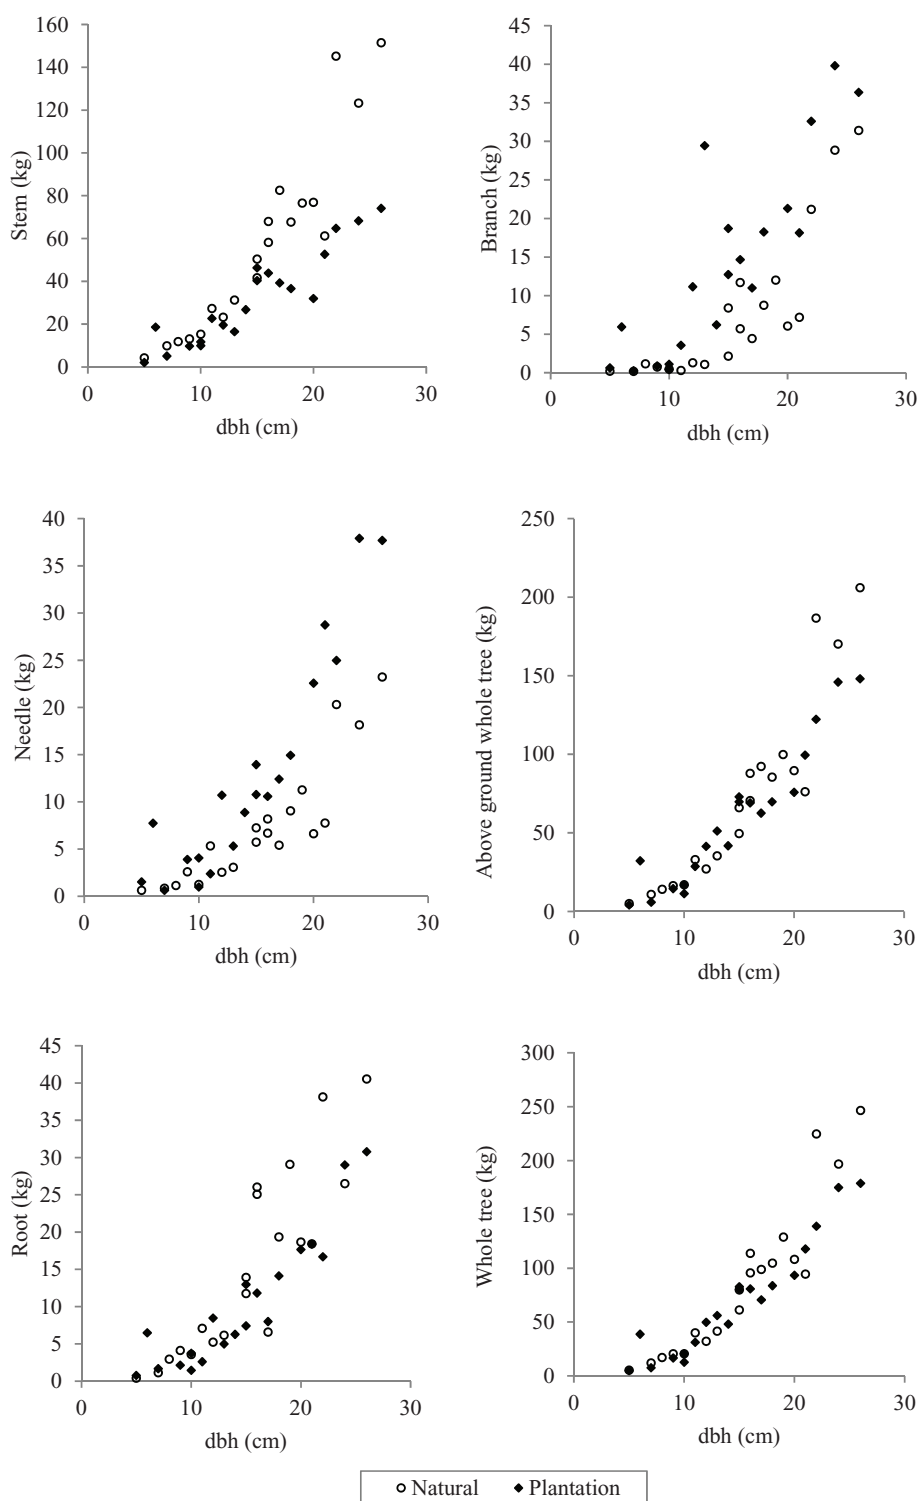 160
140
120
100
80
60
40
20
0
Stem (kg)
0 10 20 30
dbh (cm)
45
40
35
30
25
20
15
10
5
0
Branch (kg)
0 10 20 30
dbh (cm)
40
35
30
25
20
15
10
5
0
Needle (kg)
0 10 20 30
dbh (cm)
250
200
150
100
50
0
Above ground whole tree (kg)
0 10 20 30
dbh (cm)
45
40
35
30
25
20
15
10
5
0
Root (kg)
0 10 20 30
dbh (cm)
300
250
200
150
100
50
0
Whole tree (kg)
0 10 20 30
dbh (cm)
Natural Plantation